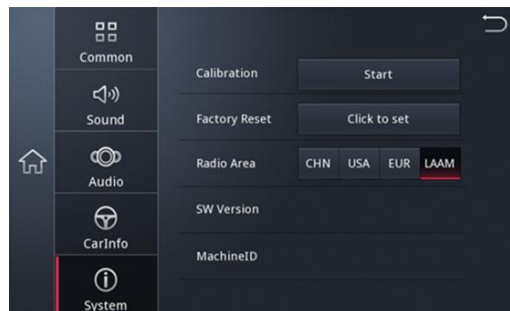 Common
Sound
Audio
CarInfo
System
Calibration Start
Factory Reset Click to set
Radio Area CHN USA EUR LAAM
SW Version
MachineID